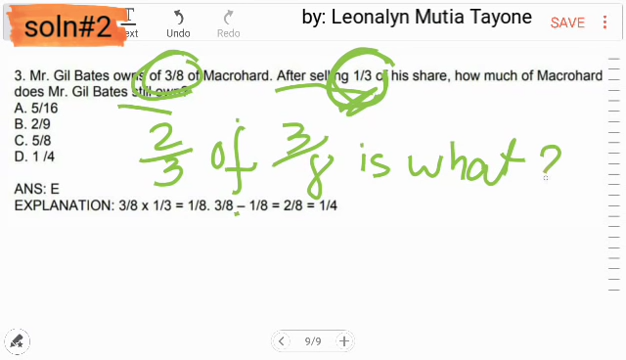 soln#2
by: Leonalyn Mutia Tayone
SAVE
Undo
Redo
3. Mr. Gil Bates owns of 3/8 of Macrohard. After selling 1/3 of his share, how much of Macrohard
does Mr. Gil Bates still own?
A. 5/16
B. 2/9
C. 5/8
D. 1 /4
2/3 of 3/8 is what ?
ANS: E
EXPLANATION: 3/8 x 1/3 = 1/8. 3/8 – 1/8 = 2/8 = 1/4
9/9